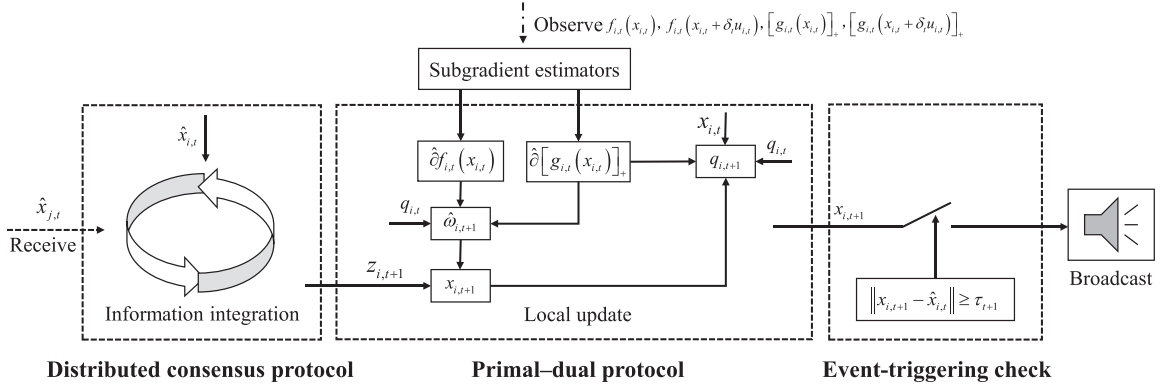 Observe f_{i,t}(x_{i,t}), f_{i,t}(x_{i,t} + δ_t u_{i,t}), [g_{i,t}(x_{i,t})]_+, [g_{i,t}(x_{i,t} + δ_t u_{i,t})]_+
Subgradient estimators
x̂_{i,t}
x̂_{j,t}
Receive
Information integration
∂̂f_{i,t}(x_{i,t})
∂̂[g_{i,t}(x_{i,t})]_+
x_{i,t}
q_{i,t+1}
q_{i,t}
q_{i,t}
ω̂_{i,t+1}
z_{i,t+1}
x_{i,t+1}
Local update
x_{i,t+1}
‖x_{i,t+1} − x̂_{i,t}‖ ≥ τ_{t+1}
Broadcast
Distributed consensus protocol
Primal–dual protocol
Event-triggering check